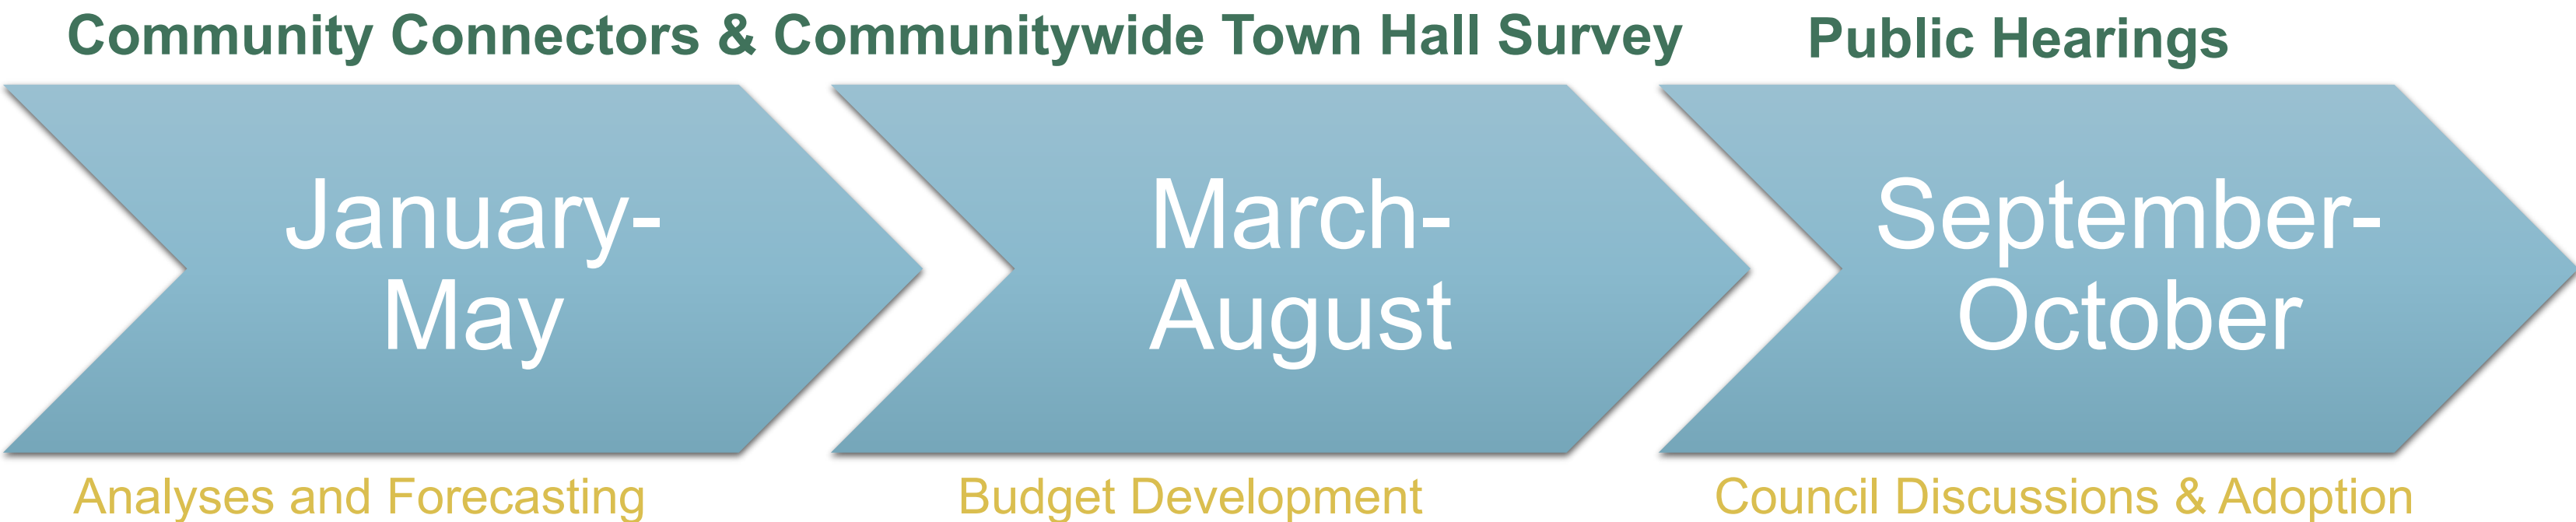 Community Connectors & Communitywide Town Hall Survey
Public Hearings
January-
May
March-
August
September-
October
Analyses and Forecasting
Budget Development
Council Discussions & Adoption